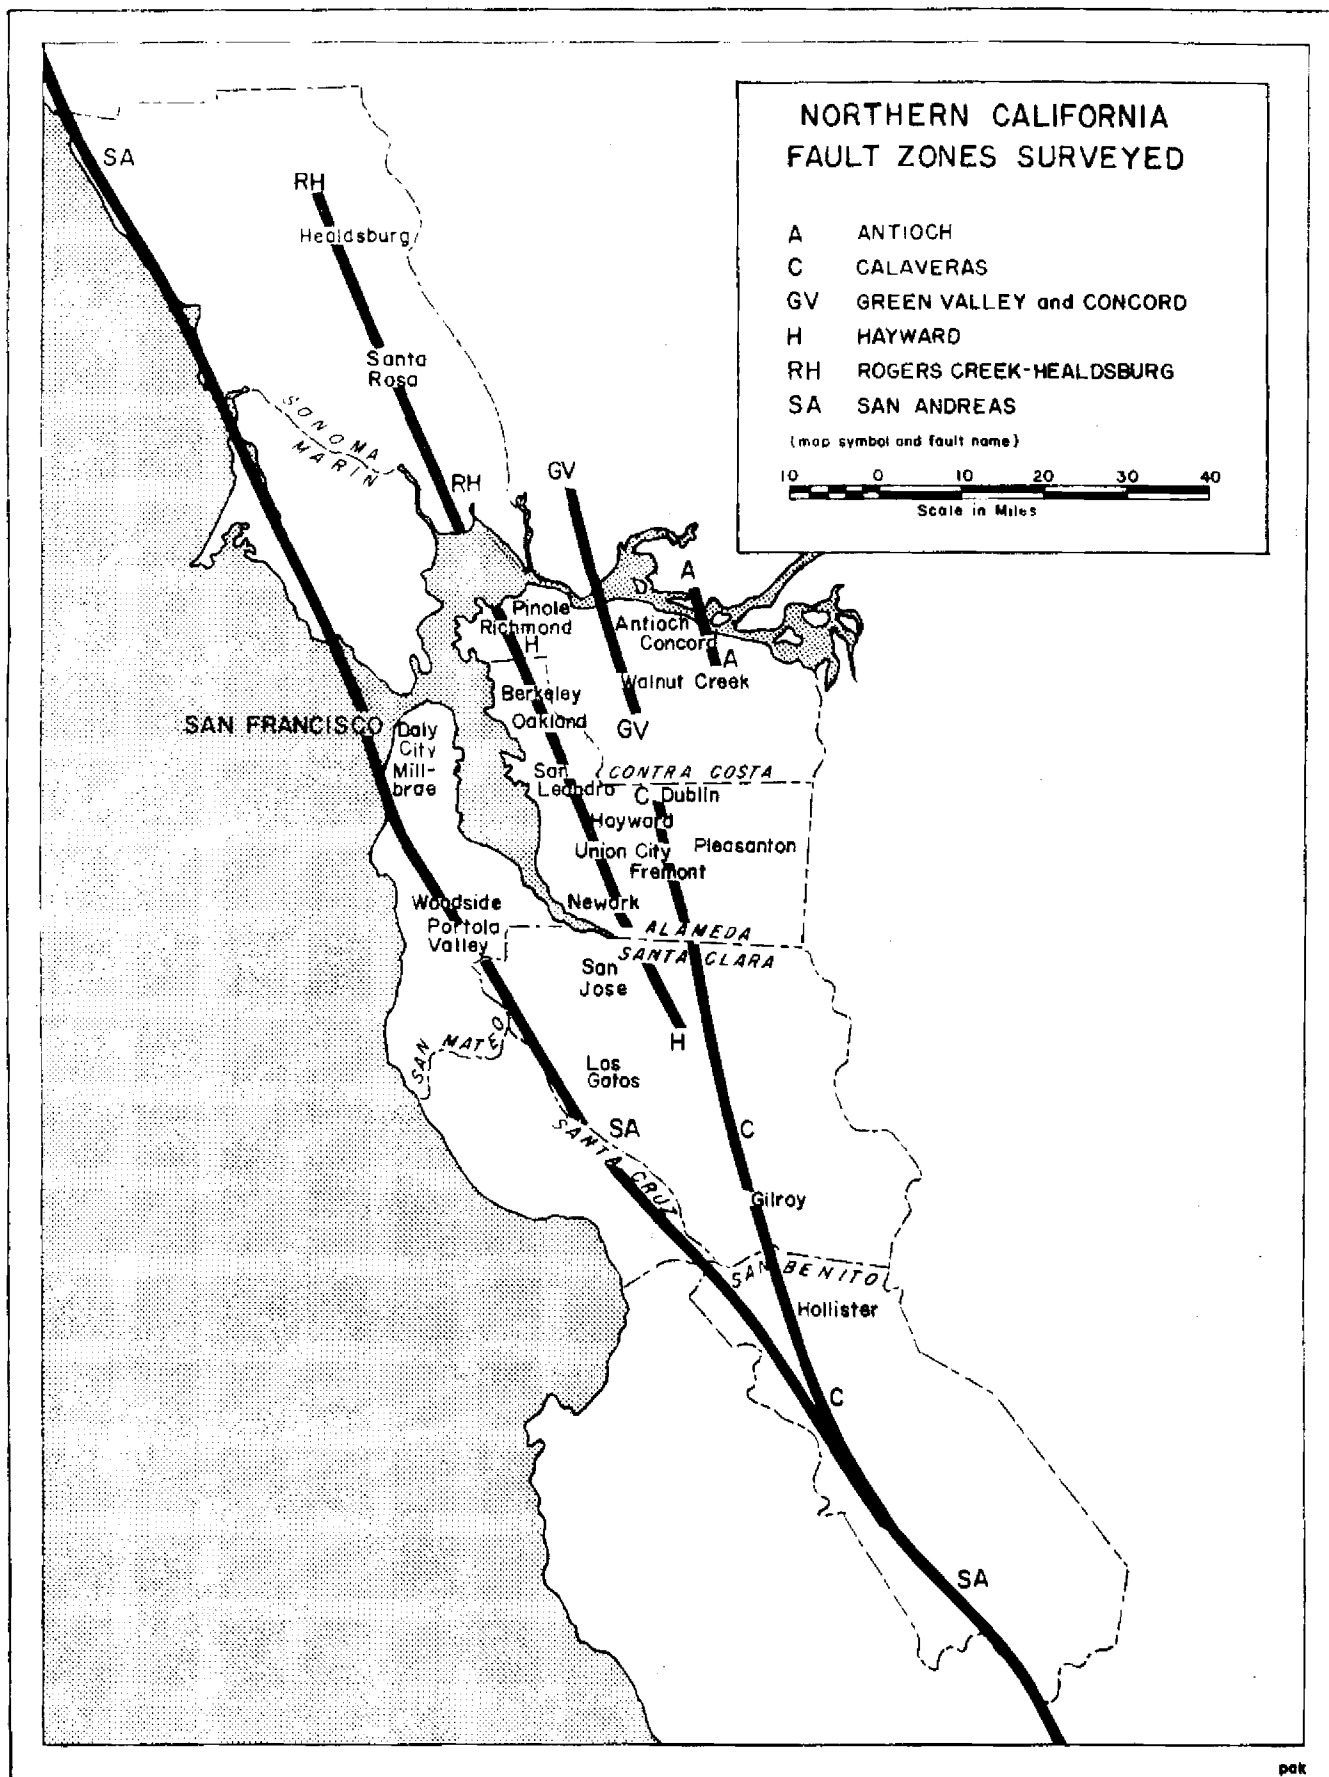 NORTHERN CALIFORNIA
FAULT ZONES SURVEYED
A ANTIOCH
C CALAVERAS
GV GREEN VALLEY and CONCORD
H HAYWARD
RH ROGERS CREEK-HEALDSBURG
SA SAN ANDREAS
(map symbol and fault name)
10 0 10 20 30 40
Scale in Miles
SA
RH
Healdsburg
Santa
Rosa
SONOMA
MARIN
RH
GV
A
D
Pinole
Richmond
H
Antioch
Concord
A
Walnut Creek
Berkeley
Oakland
GV
SAN FRANCISCO
Daly
City
Mill-
brae
San
Leandro
CONTRA COSTA
C Dublin
Hayward
Pleasanton
Union City
Fremont
Newark
Woodside
Portola
Valley
ALAMEDA
SANTA CLARA
San
Jose
H
SAN MATEO
Los
Gatos
SA
SANTA CRUZ
C
Gilroy
SAN BENITO
Hollister
C
SA
pak